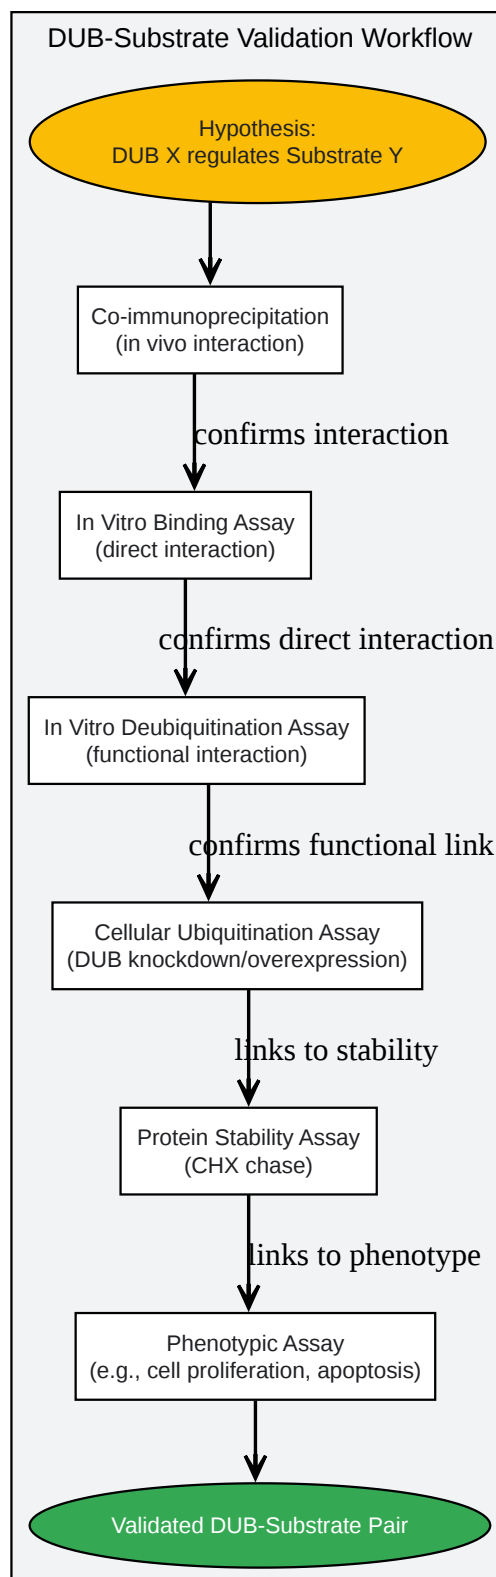 DUB-Substrate Validation Workflow
Hypothesis:
DUB X regulates Substrate Y
Co-immunoprecipitation
(in vivo interaction)
confirms interaction
In Vitro Binding Assay
(direct interaction)
confirms direct interaction
In Vitro Deubiquitination Assay
(functional interaction)
confirms functional link
Cellular Ubiquitination Assay
(DUB knockdown/overexpression)
links to stability
Protein Stability Assay
(CHX chase)
links to phenotype
Phenotypic Assay
(e.g., cell proliferation, apoptosis)
Validated DUB-Substrate Pair